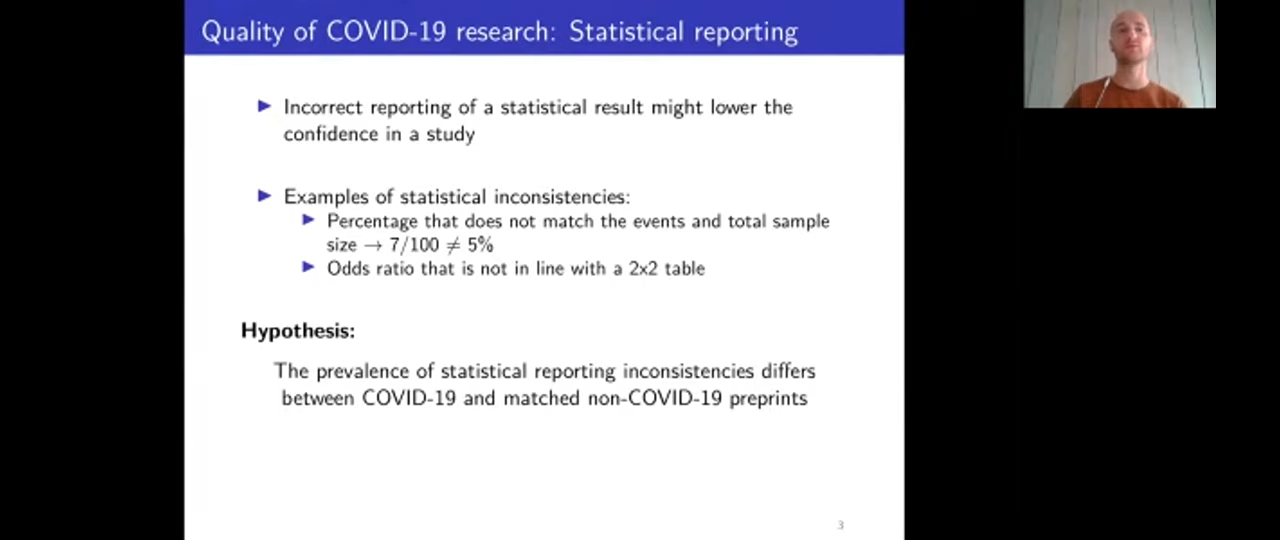 Quality of COVID-19 research: Statistical reporting
▶ Incorrect reporting of a statistical result might lower the
confidence in a study
▶ Examples of statistical inconsistencies:
▶ Percentage that does not match the events and total sample
size → 7/100 ≠ 5%
▶ Odds ratio that is not in line with a 2x2 table
Hypothesis:
The prevalence of statistical reporting inconsistencies differs
between COVID-19 and matched non-COVID-19 preprints
3